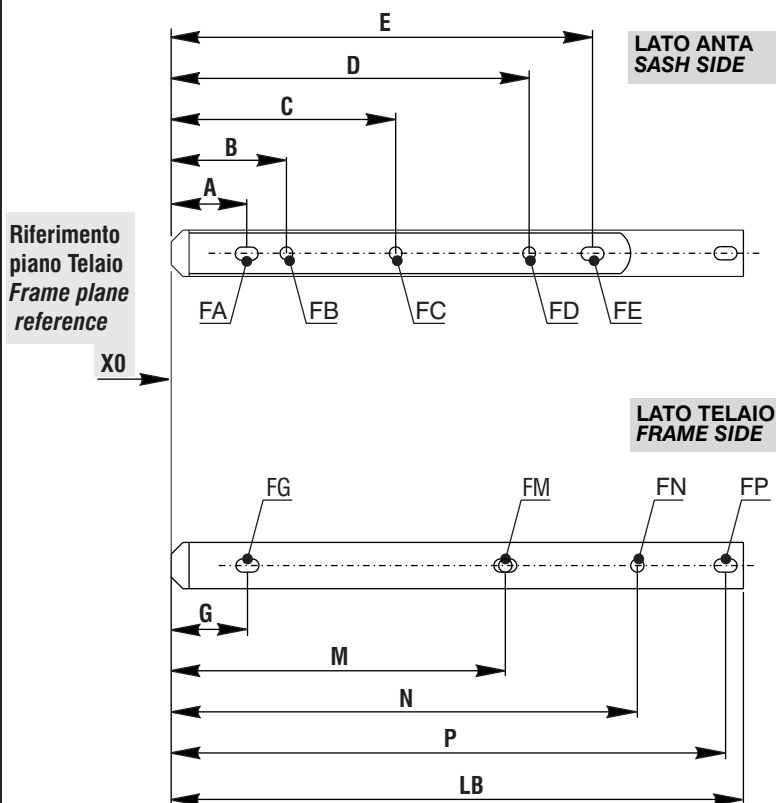 E
LATO ANTA
SASH SIDE
D
C
B
A
Riferimento
piano Telaio
Frame plane
reference
FA
FB
FC
FD
FE
X0
LATO TELAIO
FRAME SIDE
FG
FM
FN
FP
G
M
N
P
LB